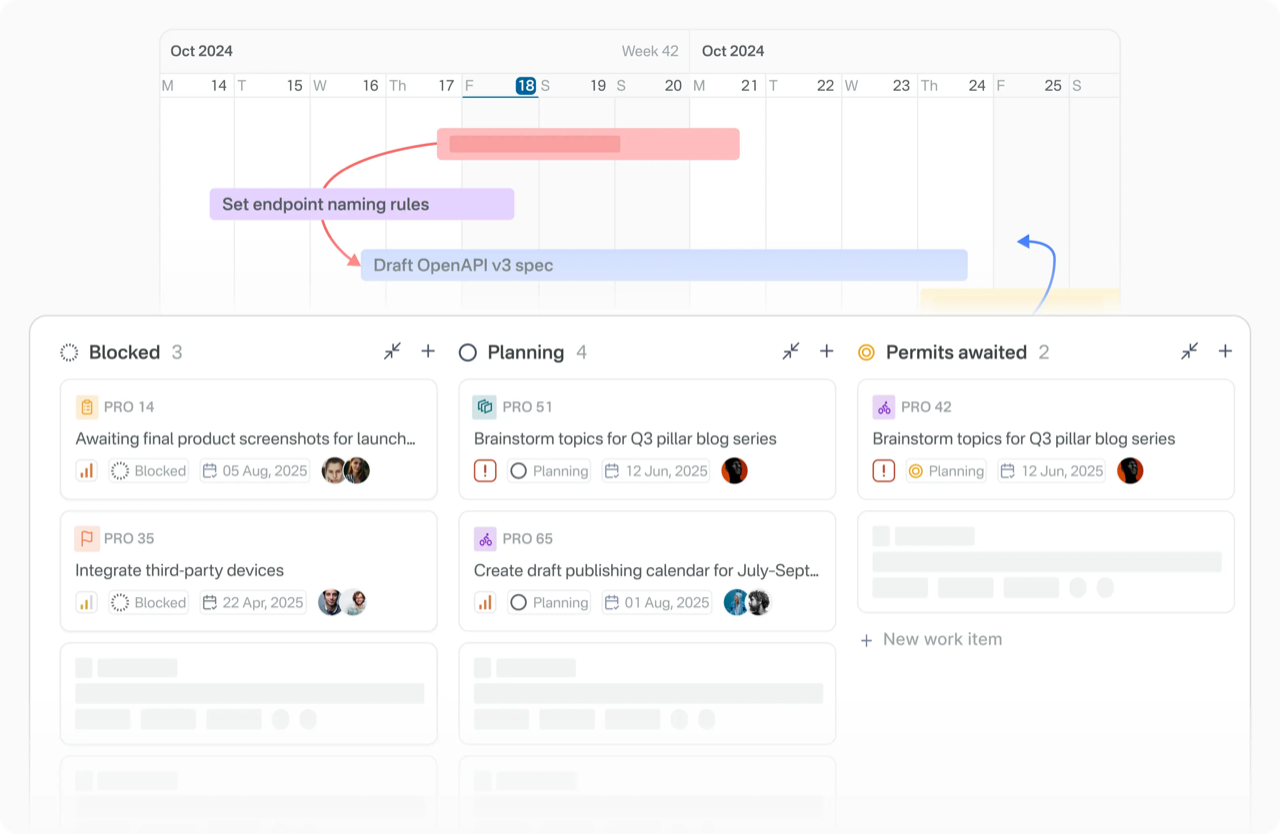 Oct 2024 Week 42 Oct 2024
M 14 T 15 W 16 Th 17 F 18 S 19 S 20 M 21 T 22 W 23 Th 24 F 25 S
Set endpoint naming rules
Draft OpenAPI v3 spec
Blocked 3
PRO 14
Awaiting final product screenshots for launch...
Blocked 05 Aug, 2025
PRO 35
Integrate third-party devices
Blocked 22 Apr, 2025
Planning 4
PRO 51
Brainstorm topics for Q3 pillar blog series
Planning 12 Jun, 2025
PRO 65
Create draft publishing calendar for July-Sept...
Planning 01 Aug, 2025
Permits awaited 2
PRO 42
Brainstorm topics for Q3 pillar blog series
Planning 12 Jun, 2025
+ New work item